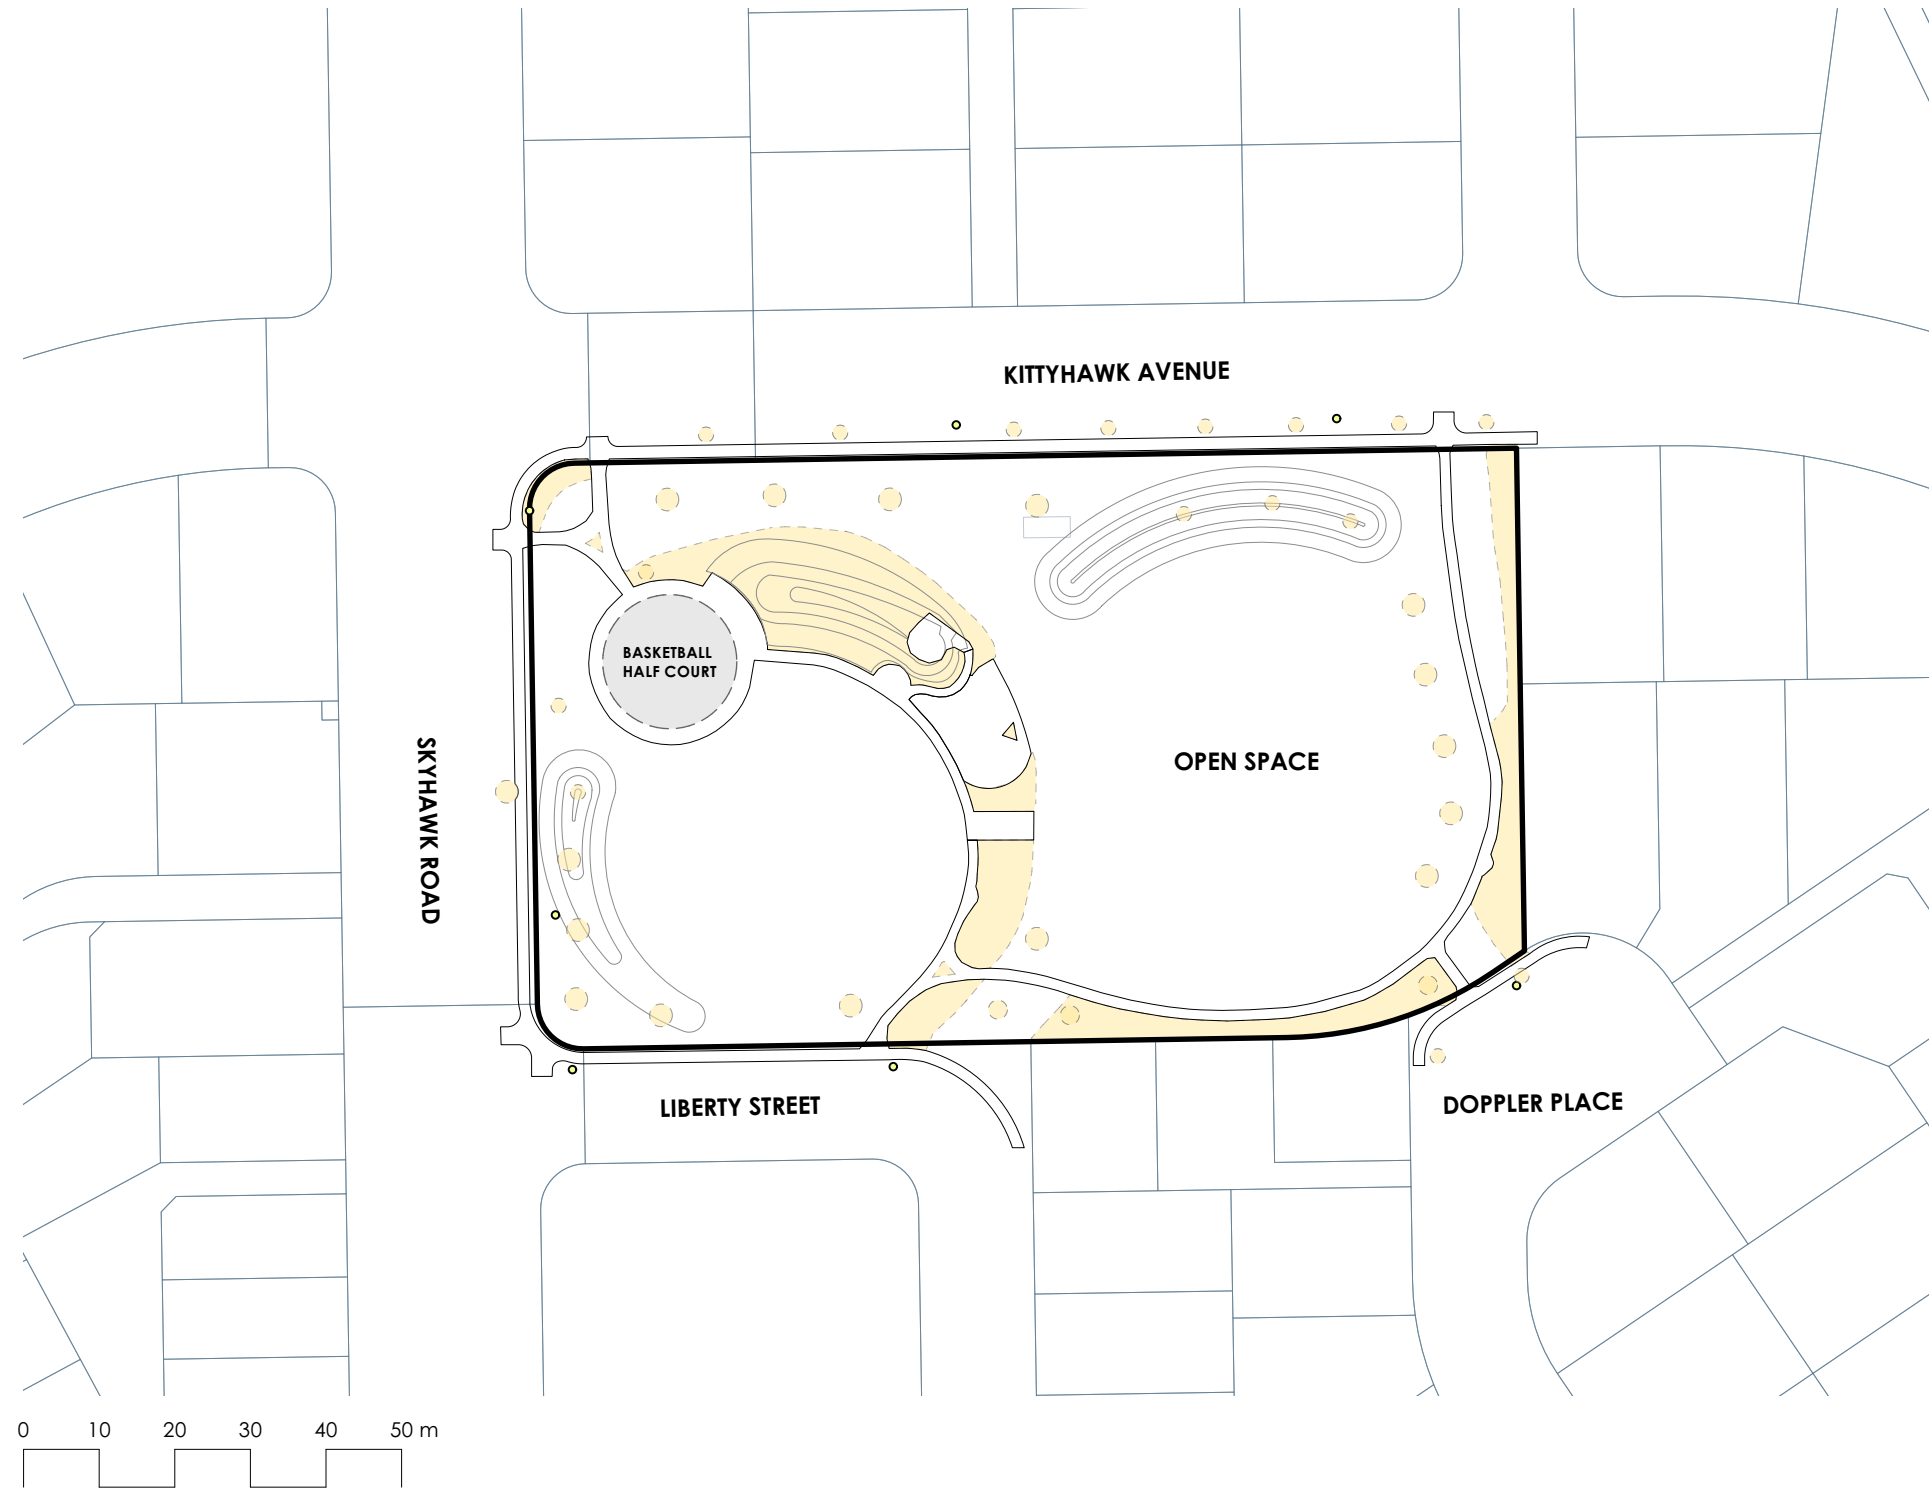 KITTYHAWK AVENUE
BASKETBALL
HALF COURT
SKYHAWK ROAD
OPEN SPACE
LIBERTY STREET
DOPPLER PLACE
0 10 20 30 40 50 m